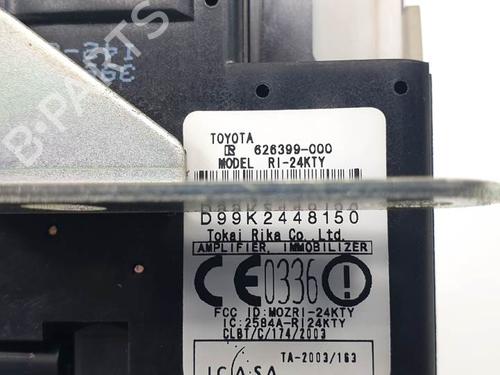 B-PARTS
TOYOTA
626399-000
MODEL RI-24KTY
D99K2448150
Tokai Rika Co., Ltd.
AMPLIFIER, IMMOBILIZER
CE0336
FCC ID:MOZRI-24KTY
IC:2584A-RI24KTY
CLBT/C/174/2003
TA-2003/163
I C A S A